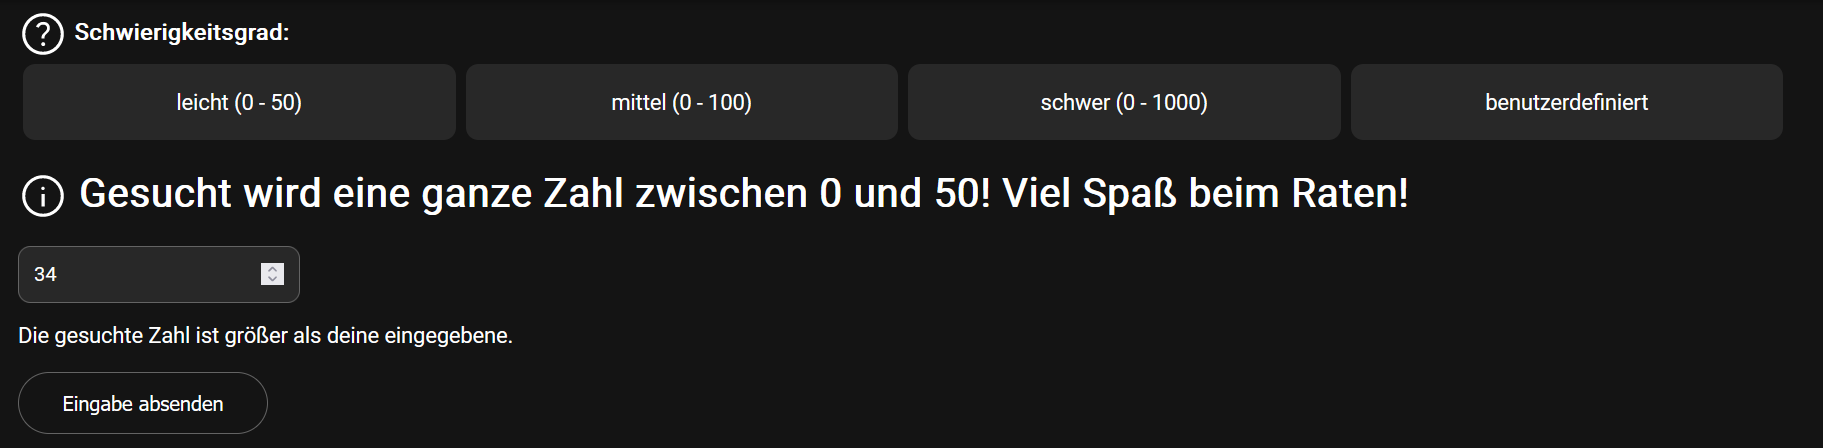 Schwierigkeitsgrad:
leicht (0 - 50)
mittel (0 - 100)
schwer (0 - 1000)
benutzerdefiniert
Gesucht wird eine ganze Zahl zwischen 0 und 50! Viel Spaß beim Raten!
34
Die gesuchte Zahl ist größer als deine eingegebene.
Eingabe absenden